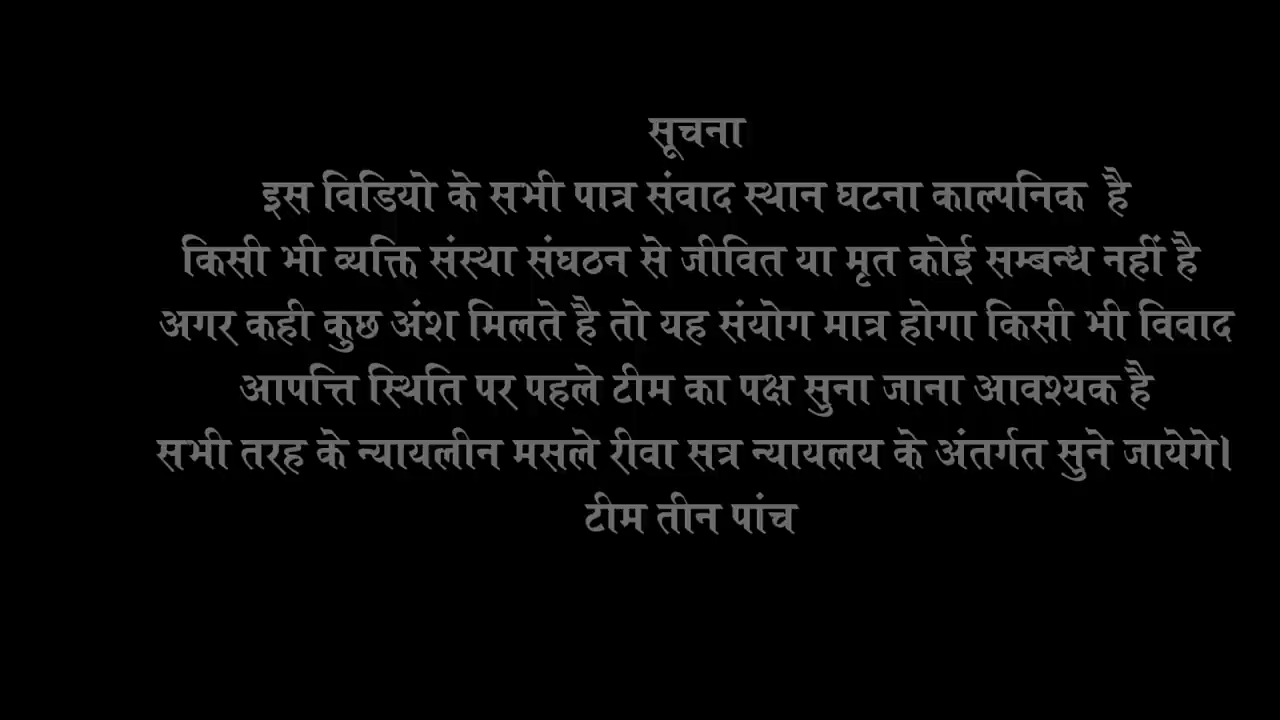 सूचना
इस विडियो के सभी पात्र संवाद स्थान घटना काल्पनिक है
किसी भी व्यक्ति संस्था संघठन से जीवित या मृत कोई सम्बन्ध नहीं है
अगर कही कुछ अंश मिलते है तो यह संयोग मात्र होगा किसी भी विवाद
आपत्ति स्थिति पर पहले टीम का पक्ष सुना जाना आवश्यक है
सभी तरह के न्यायलीन मसले रीवा सत्र न्यायलय के अंतर्गत सुने जायेगे।
टीम तीन पांच